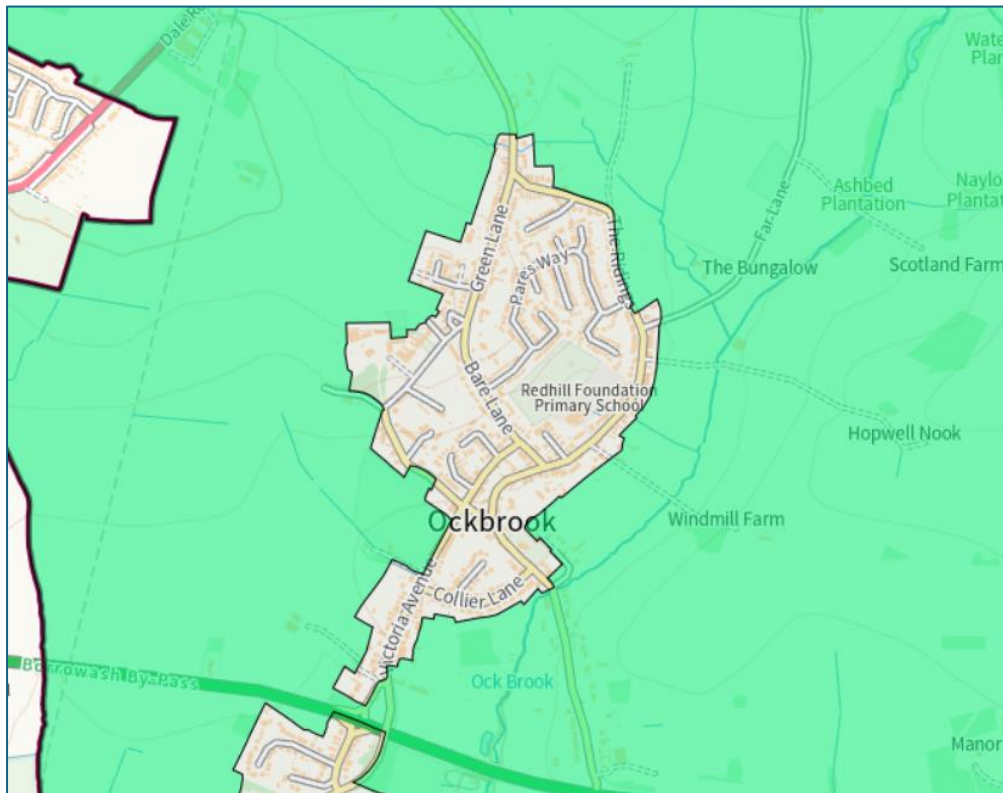 Dale Ro
Wate
Plan
Ashbed
Plantation
Naylo
Plantat
Green Lane
The Ridings
Far Lane
Pares Way
The Bungalow
Scotland Farm
Bare Lane
Redhill Foundation
Primary School
Hopwell Nook
Ockbrook
Windmill Farm
Collier Lane
Victoria Avenue
Borrowash By-Pass
Ock Brook
Manor